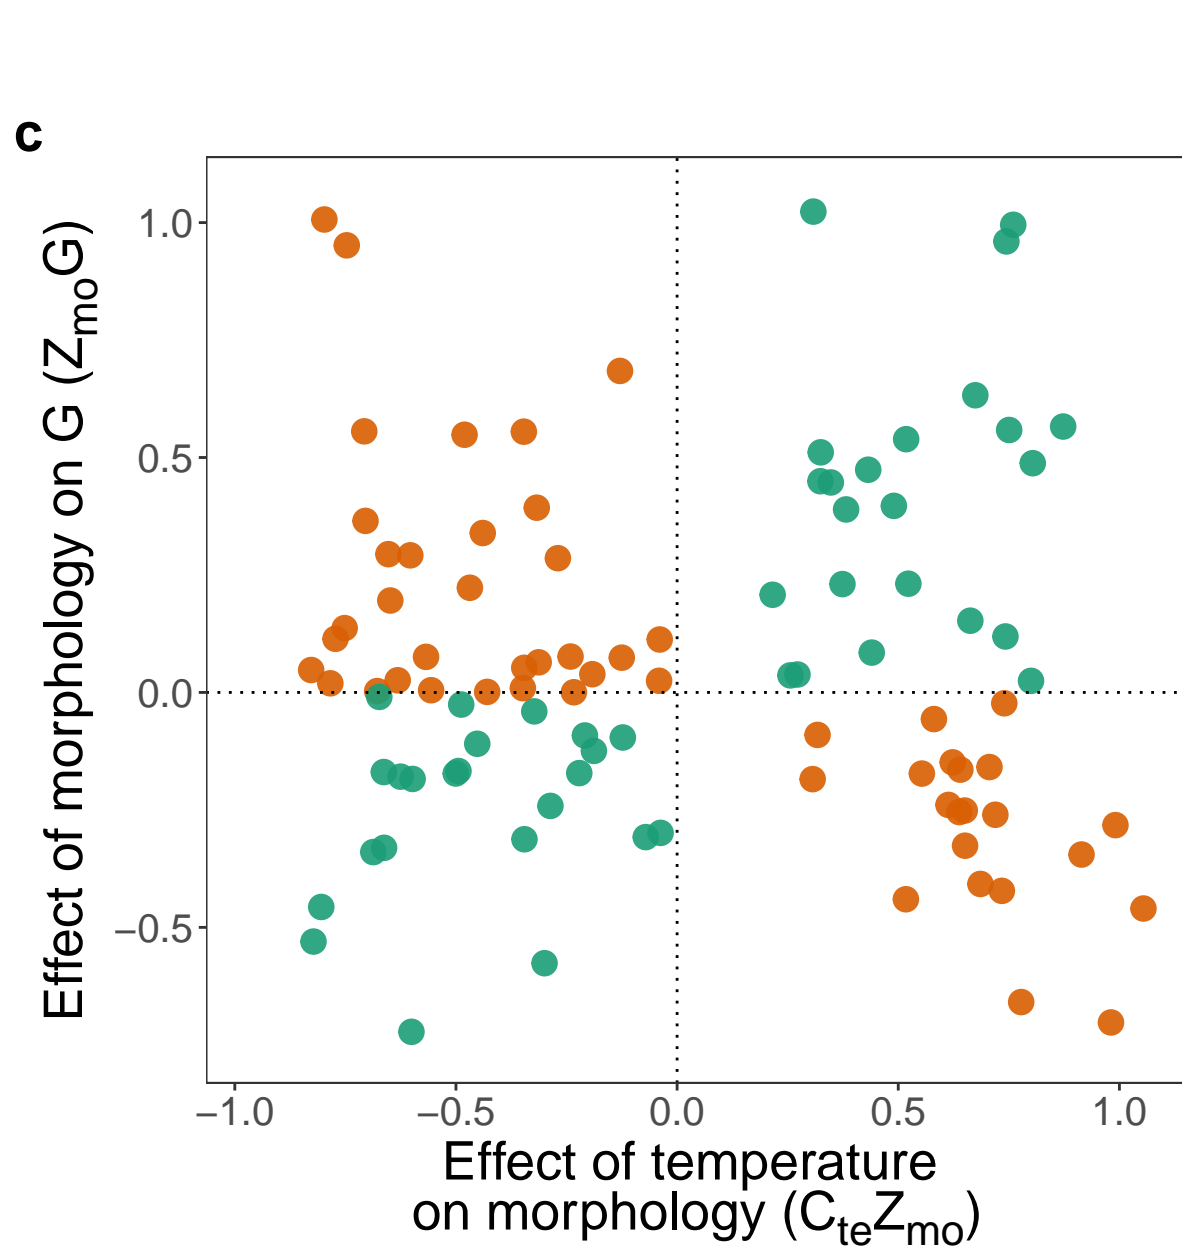 c
Effect of morphology on G (ZmoG)
1.0
0.5
0.0
−0.5
−1.0 −0.5 0.0 0.5 1.0
Effect of temperature
on morphology (CteZmo)